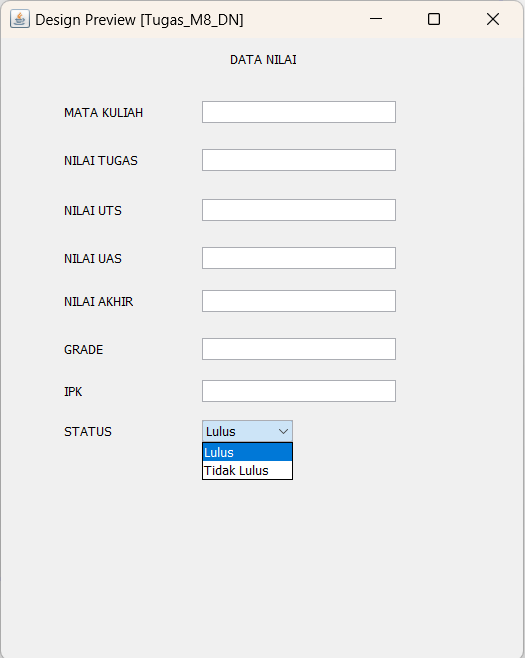 Design Preview [Tugas_M8_DN]
DATA NILAI
MATA KULIAH
NILAI TUGAS
NILAI UTS
NILAI UAS
NILAI AKHIR
GRADE
IPK
STATUS Lulus
Lulus
Tidak Lulus